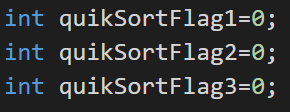 int quikSortFlag1=0;
int quikSortFlag2=0;
int quikSortFlag3=0;